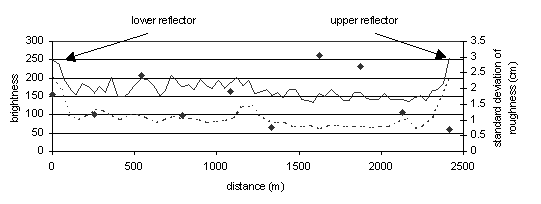 lower reflector upper reflector
300 3.5
250 3
200 2.5
150 2
100 1.5
50 1
0 0.5
0
brightness
standard deviation of
roughness (cm)
0 500 1000 1500 2000 2500
distance (m)